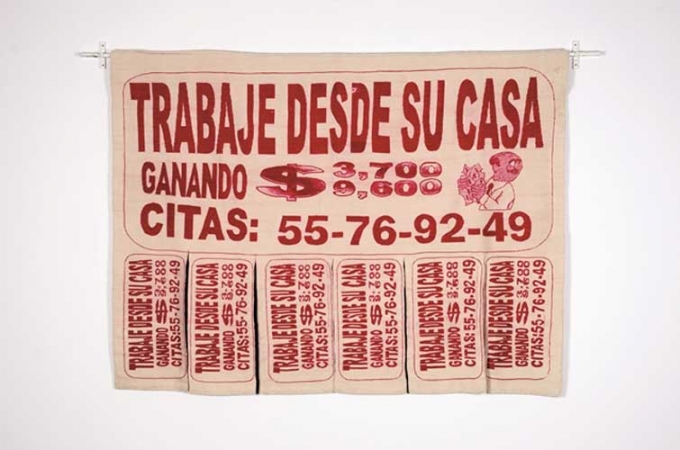 TRABAJE DESDE SU CASA
GANANDO $ 3,700
9,600
CITAS: 55-76-92-49
TRABAJE DESDE SU CASA
GANANDO $
CITAS:55-76-92-49
TRABAJE DESDE SU CASA
GANANDO $
CITAS:55-76-92-49
TRABAJE DESDE SU CASA
GANANDO $
CITAS:55-76-92-49
TRABAJE DESDE SU CASA
GANANDO $
CITAS:55-76-92-49
TRABAJE DESDE SU CASA
GANANDO $
CITAS:55-76-92-49
TRABAJE DESDE SU CASA
GANANDO $
CITAS:55-76-92-49